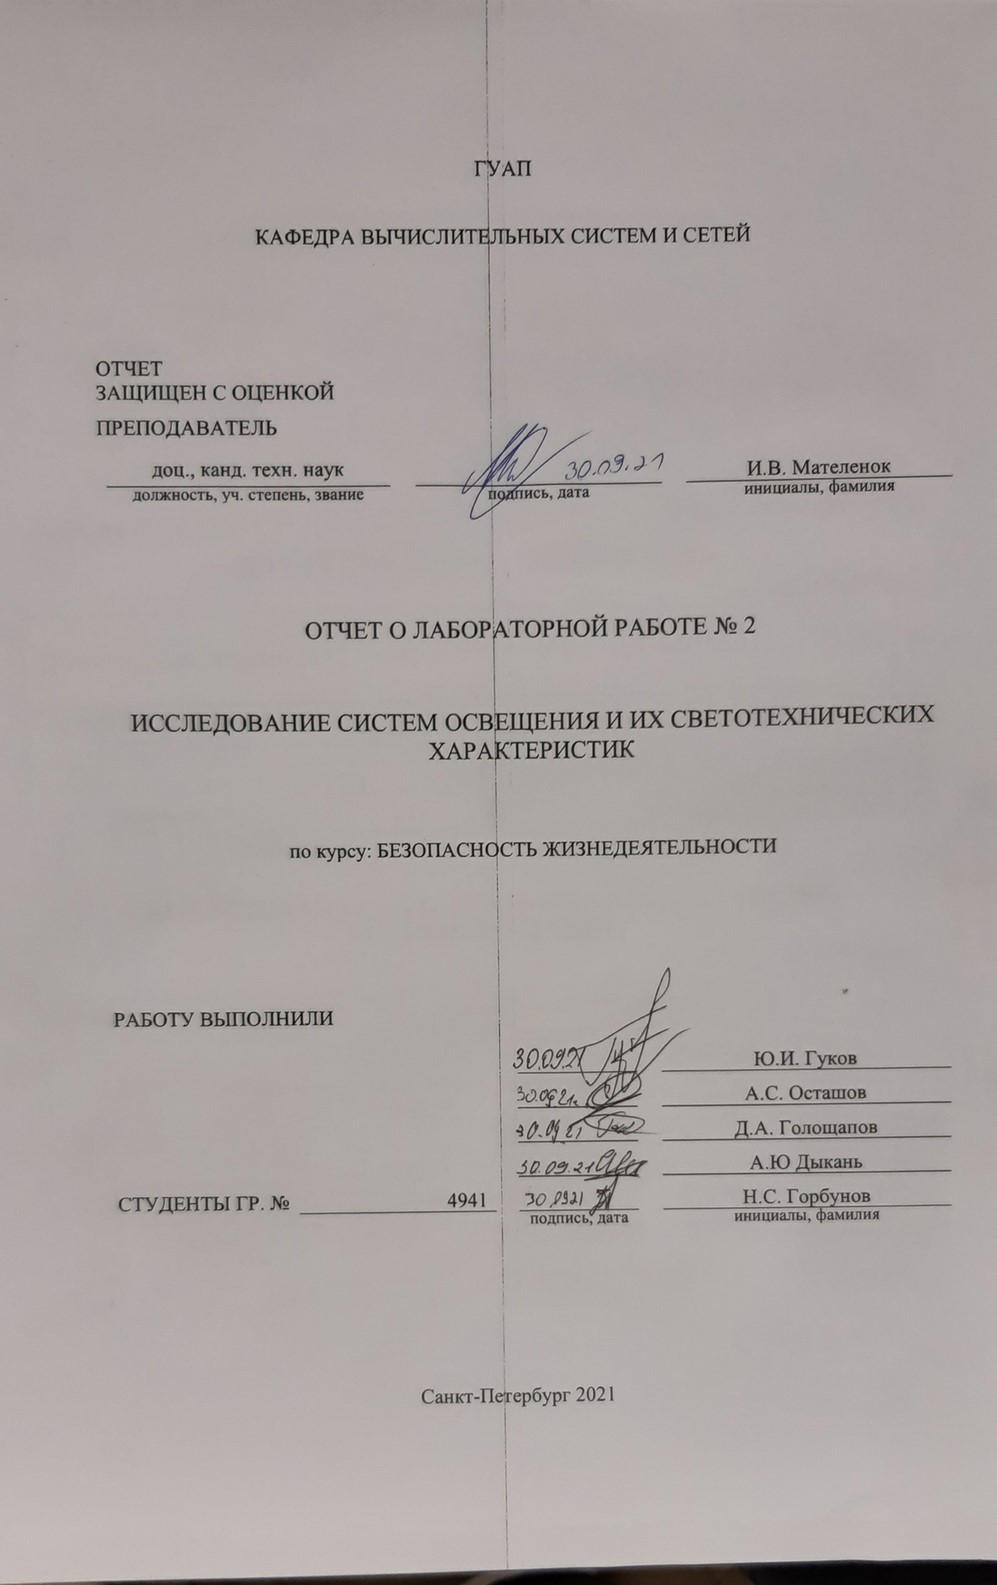 ГУАП
КАФЕДРА ВЫЧИСЛИТЕЛЬНЫХ СИСТЕМ И СЕТЕЙ
ОТЧЕТ
ЗАЩИЩЕН С ОЦЕНКОЙ
ПРЕПОДАВАТЕЛЬ
доц., канд. техн. наук 30.09.21 И.В. Мателенок
должность, уч. степень, звание подпись, дата инициалы, фамилия
ОТЧЕТ О ЛАБОРАТОРНОЙ РАБОТЕ № 2
ИССЛЕДОВАНИЕ СИСТЕМ ОСВЕЩЕНИЯ И ИХ СВЕТОТЕХНИЧЕСКИХ
ХАРАКТЕРИСТИК
по курсу: БЕЗОПАСНОСТЬ ЖИЗНЕДЕЯТЕЛЬНОСТИ
РАБОТУ ВЫПОЛНИЛИ
30.09.21 Ю.И. Гуков
30.09.21г. А.С. Осташов
30.09.21 Д.А. Голощапов
30.09.21 А.Ю Дыкань
СТУДЕНТЫ ГР. № 4941 30.0921 Н.С. Горбунов
подпись, дата инициалы, фамилия
Санкт-Петербург 2021